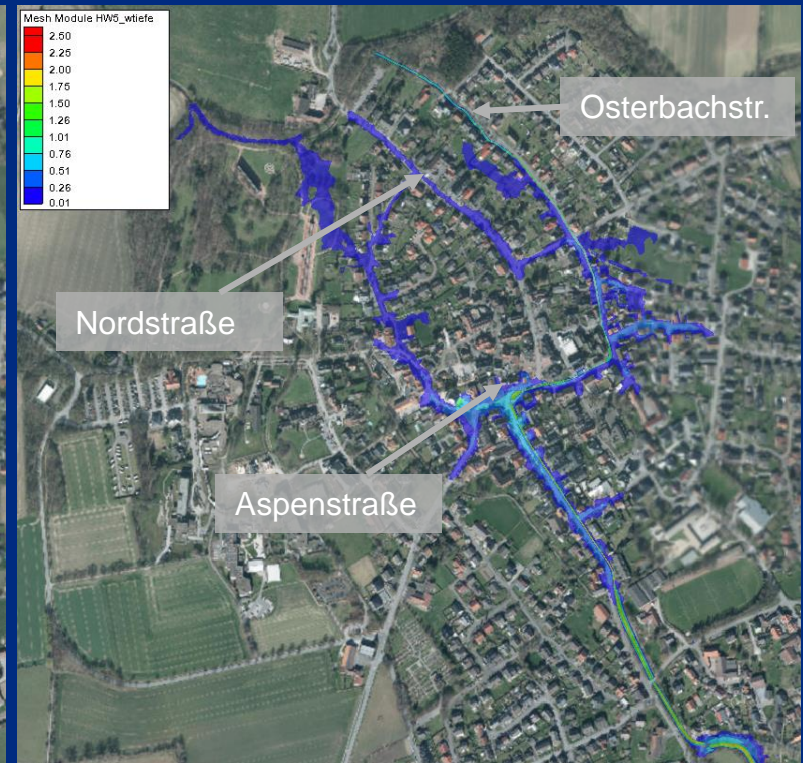 Mesh Module HW5_wtiefe
2.50
2.25
2.00
1.75
1.50
1.26
1.01
0.76
0.51
0.26
0.01
Osterbachstr.
Nordstraße
Aspenstraße